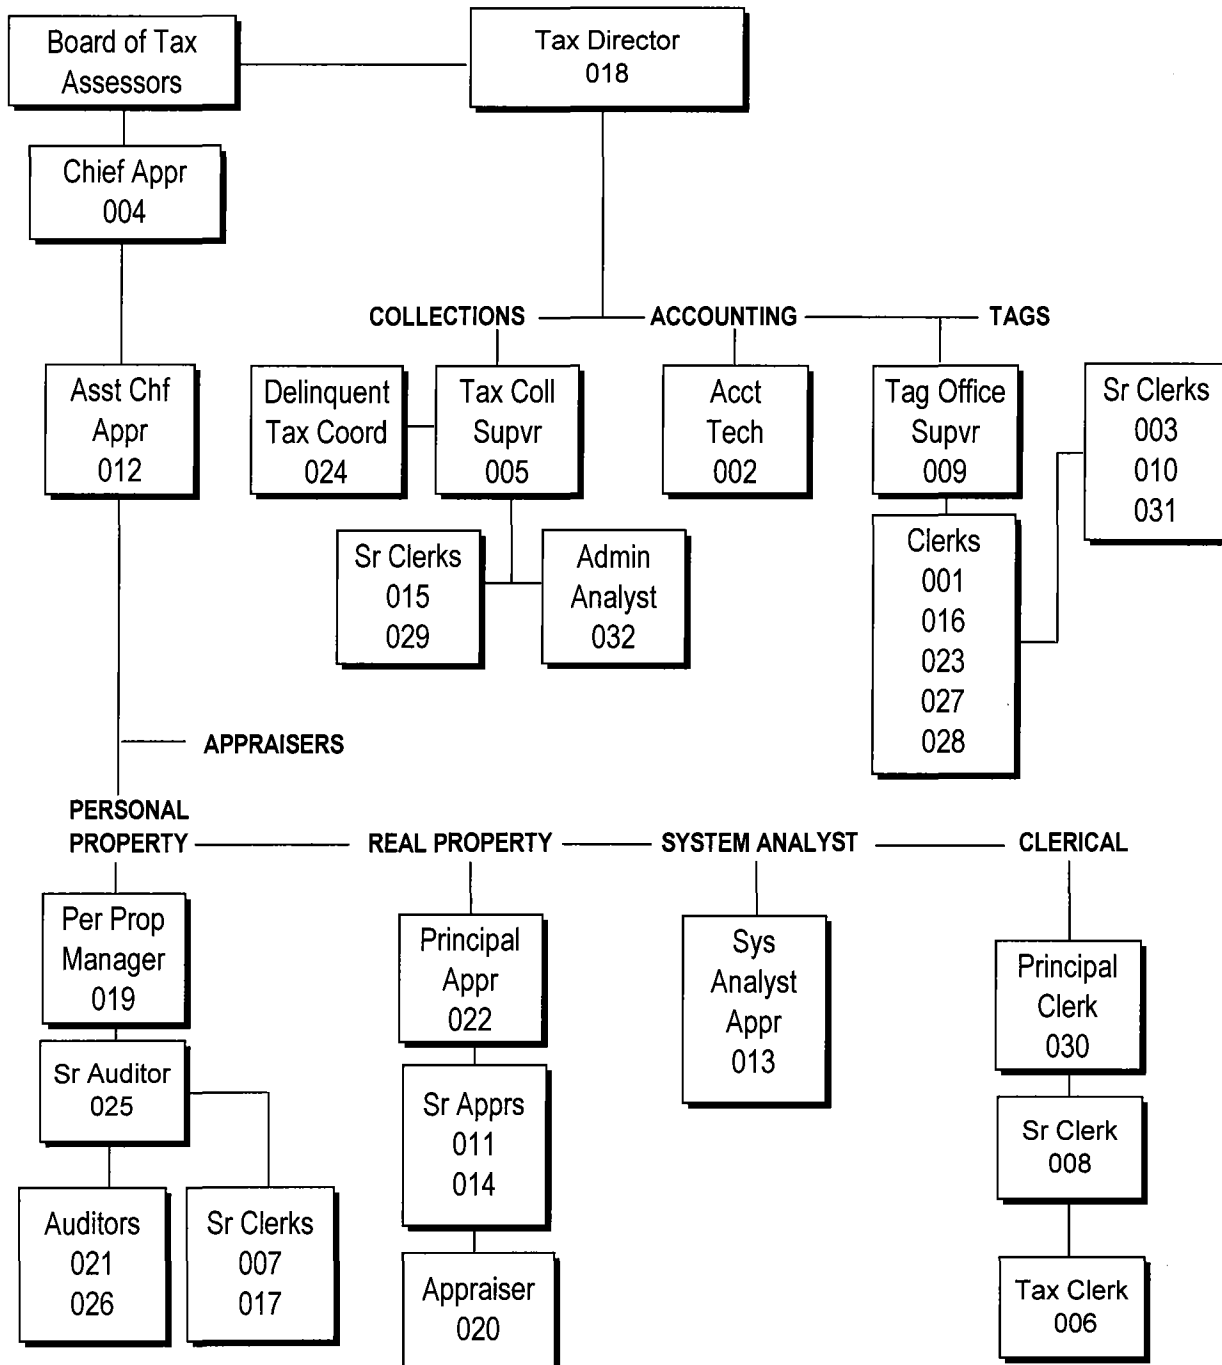 Board of Tax
Assessors
Tax Director
018
Chief Appr
004
COLLECTIONS
ACCOUNTING
TAGS
Asst Chf
Appr
012
Delinquent
Tax Coord
024
Tax Coll
Supvr
005
Acct
Tech
002
Tag Office
Supvr
009
Sr Clerks
003
010
031
Sr Clerks
015
029
Admin
Analyst
032
Clerks
001
016
023
027
028
APPRAISERS
PERSONAL
PROPERTY
REAL PROPERTY
SYSTEM ANALYST
CLERICAL
Per Prop
Manager
019
Sr Auditor
025
Auditors
021
026
Sr Clerks
007
017
Principal
Appr
022
Sr Apprs
011
014
Appraiser
020
Sys
Analyst
Appr
013
Principal
Clerk
030
Sr Clerk
008
Tax Clerk
006